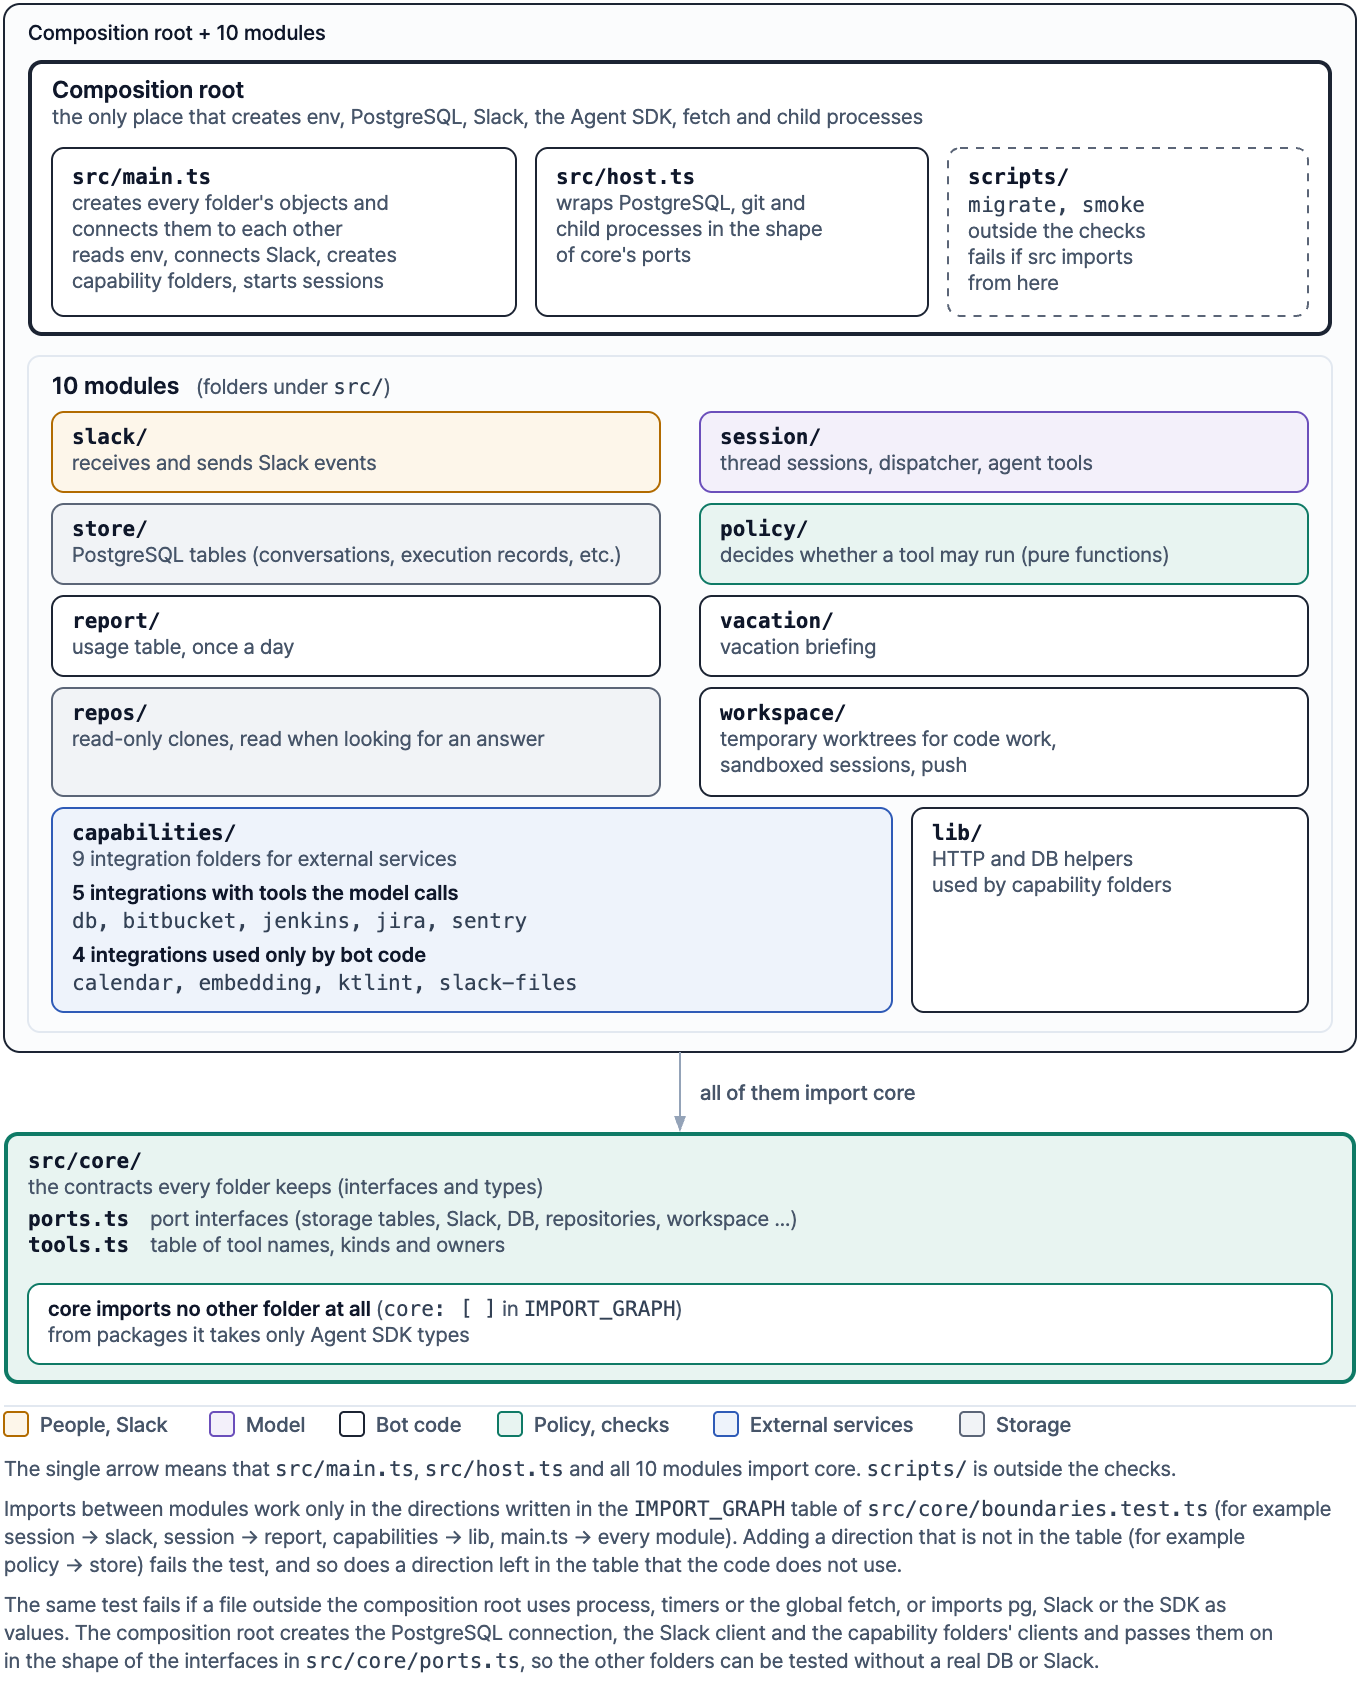 Composition root + 10 modules
Composition root
the only place that creates env, PostgreSQL, Slack, the Agent SDK, fetch and child processes
src/main.ts
creates every folder's objects and
connects them to each other
reads env, connects Slack, creates
capability folders, starts sessions
src/host.ts
wraps PostgreSQL, git and
child processes in the shape
of core's ports
scripts/
migrate, smoke
outside the checks
fails if src imports
from here
10 modules (folders under src/)
slack/
receives and sends Slack events
session/
thread sessions, dispatcher, agent tools
store/
PostgreSQL tables (conversations, execution records, etc.)
policy/
decides whether a tool may run (pure functions)
report/
usage table, once a day
vacation/
vacation briefing
repos/
read-only clones, read when looking for an answer
workspace/
temporary worktrees for code work,
sandboxed sessions, push
capabilities/
9 integration folders for external services
5 integrations with tools the model calls
db, bitbucket, jenkins, jira, sentry
4 integrations used only by bot code
calendar, embedding, ktlint, slack-files
lib/
HTTP and DB helpers
used by capability folders
all of them import core
src/core/
the contracts every folder keeps (interfaces and types)
ports.ts port interfaces (storage tables, Slack, DB, repositories, workspace ...)
tools.ts table of tool names, kinds and owners
core imports no other folder at all (core: [ ] in IMPORT_GRAPH)
from packages it takes only Agent SDK types
People, Slack
Model
Bot code
Policy, checks
External services
Storage
The single arrow means that src/main.ts, src/host.ts and all 10 modules import core. scripts/ is outside the checks.
Imports between modules work only in the directions written in the IMPORT_GRAPH table of src/core/boundaries.test.ts (for example
session → slack, session → report, capabilities → lib, main.ts → every module). Adding a direction that is not in the table (for example
policy → store) fails the test, and so does a direction left in the table that the code does not use.
The same test fails if a file outside the composition root uses process, timers or the global fetch, or imports pg, Slack or the SDK as
values. The composition root creates the PostgreSQL connection, the Slack client and the capability folders' clients and passes them on
in the shape of the interfaces in src/core/ports.ts, so the other folders can be tested without a real DB or Slack.